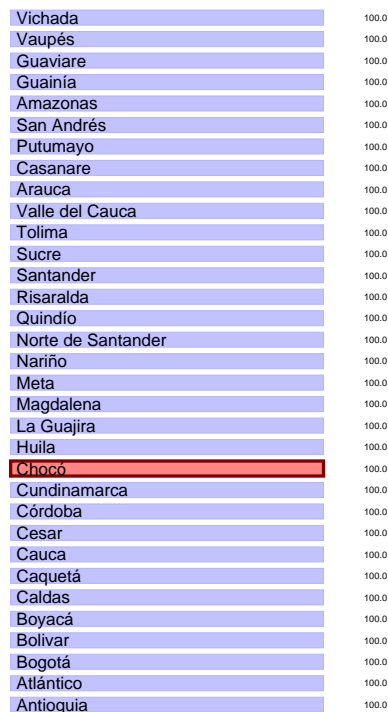 Vichada 100.0
Vaupés 100.0
Guaviare 100.0
Guainía 100.0
Amazonas 100.0
San Andrés 100.0
Putumayo 100.0
Casanare 100.0
Arauca 100.0
Valle del Cauca 100.0
Tolima 100.0
Sucre 100.0
Santander 100.0
Risaralda 100.0
Quindío 100.0
Norte de Santander 100.0
Nariño 100.0
Meta 100.0
Magdalena 100.0
La Guajira 100.0
Huila 100.0
Chocó 100.0
Cundinamarca 100.0
Córdoba 100.0
Cesar 100.0
Cauca 100.0
Caquetá 100.0
Caldas 100.0
Boyacá 100.0
Bolivar 100.0
Bogotá 100.0
Atlántico 100.0
Antioquia 100.0